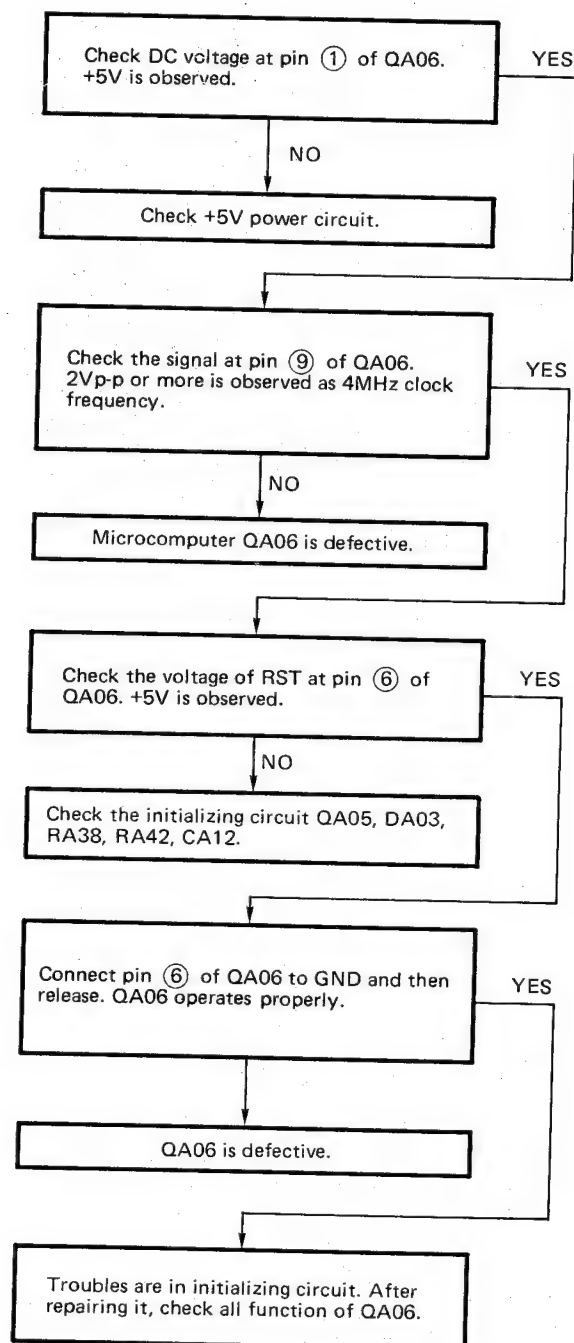 Check DC voltage at pin ① of QA06.
+5V is observed.
YES
NO
Check +5V power circuit.
Check the signal at pin ⑨ of QA06.
2Vp-p or more is observed as 4MHz clock
frequency.
YES
NO
Microcomputer QA06 is defective.
Check the voltage of RST at pin ⑥ of
QA06. +5V is observed.
YES
NO
Check the initializing circuit QA05, DA03,
RA38, RA42, CA12.
Connect pin ⑥ of QA06 to GND and then
release. QA06 operates properly.
YES
QA06 is defective.
Troubles are in initializing circuit. After
repairing it, check all function of QA06.